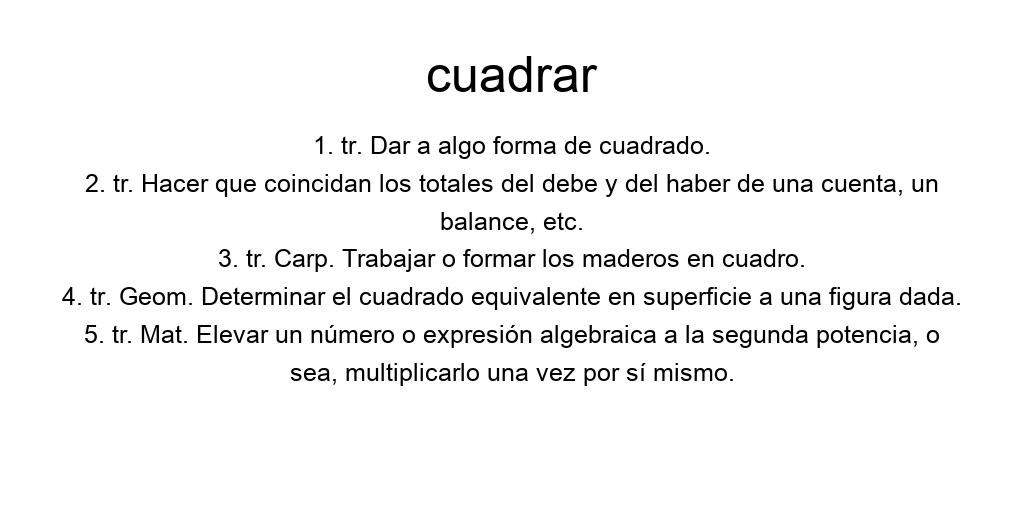 cuadrar
1. tr. Dar a algo forma de cuadrado.
2. tr. Hacer que coincidan los totales del debe y del haber de una cuenta, un
balance, etc.
3. tr. Carp. Trabajar o formar los maderos en cuadro.
4. tr. Geom. Determinar el cuadrado equivalente en superficie a una figura dada.
5. tr. Mat. Elevar un número o expresión algebraica a la segunda potencia, o
sea, multiplicarlo una vez por sí mismo.